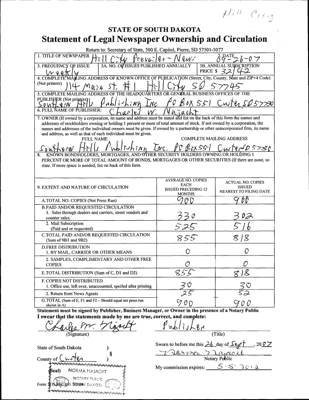 Hill City
STATE OF SOUTH DAKOTA
Statement of Legal Newspaper Ownership and Circulation
Return to: Secretary of State, 500 E. Capitol, Pierre, SD 57501-5077
1. TITLE OF NEWSPAPER Hill City Prevailer-News DATE 09-26-07
3. FREQUENCY OF ISSUE weekly 3A. NO. OF ISSUES PUBLISHED ANNUALLY 3B. ANNUAL SUBSCRIPTION PRICE $ 32/42
4. COMPLETE MAILING ADDRESS OF KNOWN OFFICE OF PUBLICATION (Street, City, County, State and ZIP+4 Code)
(Not printers) 114 Main St. #1 Hill City SD 57745
5. COMPLETE MAILING ADDRESS OF THE HEADQUARTERS OR GENERAL BUSINESS OFFICES OF THE
PUBLISHER (Not printers)
Southern Hills Publishing Inc PO Box 551 Custer SD 57730
6. FULL NAME OF PUBLISHER: Charles W Najacht
7. OWNER (If owned by a corporation, its name and address must be stated and also on the back of this form the names and
addresses of stockholders owning or holding 1 percent or more of total amount of stock. If not owned by a corporation, the
names and addresses of the individual owners must be given. If owned by a partnership or other unincorporated firm, its name
and address, as well as that of each individual must be given.
FULL NAME COMPLETE MAILING ADDRESS
Southern Hills Publishing Inc PO Box 551 Custer SD 57730
8. KNOWN BONDHOLDERS, MORTGAGEES, AND OTHER SECURITY HOLDERS OWNING OR HOLDING 1
PERCENT OR MORE OF TOTAL AMOUNT OF BONDS, MORTGAGES OR OTHER SECURITIES (If there are none, so
state. If more space is needed, list on back of this form.
9. EXTENT AND NATURE OF CIRCULATION
AVERAGE NO. COPIES EACH ISSUED PRECEDING 12 MONTHS
ACTUAL NO. COPIES ISSUED NEAREST TO FILING DATE
A. TOTAL NO. COPIES (Net Press Run) 900 900
B. PAID AND/OR REQUESTED CIRCULATION
1. Sales through dealers and carriers, street vendors and
counter sales. 330 302
2. Mail Subscription
(Paid and or requested) 525 516
C. TOTAL PAID AND/OR REQUESTED CIRCULATION
(Sum of 9B1 and 9B2) 855 818
D. FREE DISTRIBUTION
1. BY MAIL, CARRIER OR OTHER MEANS 0 0
2. SAMPLES, COMPLIMENTARY AND OTHER FREE
COPIES 0 0
E. TOTAL DISTRIBUTION (Sum of C, D1 and D2) 855 818
F. COPIES NOT DISTRIBUTED
1. Office use, left over, unaccounted, spoiled after printing 30
2. Return from News Agents
G. TOTAL (Sum of E, F1 and F2 - Should equal net press run
shown in A) 900 900
Statement must be signed by Publisher, Business Manager, or Owner in the presence of a Notary Public
I swear that the statements made by me are true, correct, and complete:
Publisher
(Signature) (Title)
State of South Dakota )
§
County of Custer )
Sworn to before me this 26 day of Sept, 2007
Notary Public
(Seal) NORMA NAJACHT
NOTARY PUBLIC
My commission expires: